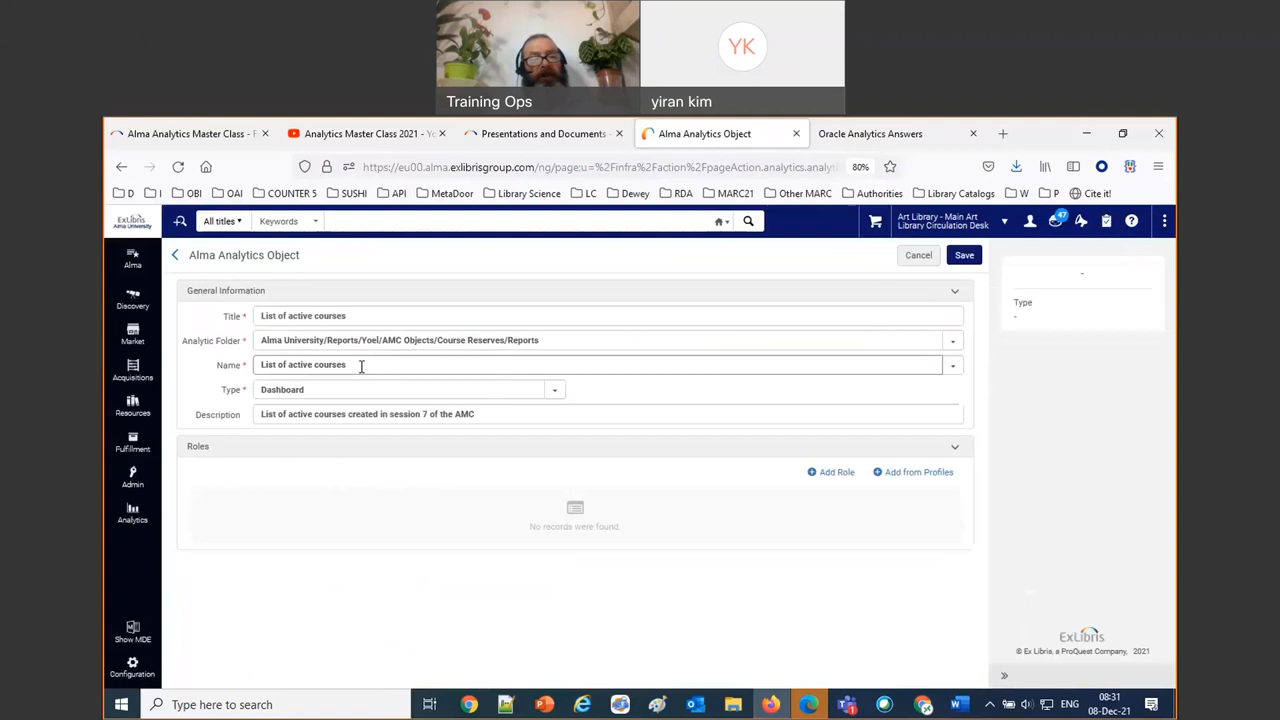 YK
Training Ops
yiran kim
Alma Analytics Master Class - F
Analytics Master Class 2021 - Yo
Presentations and Documents -
Alma Analytics Object
Oracle Analytics Answers
https://eu00.alma.exlibrisgroup.com/ng/page;u=%2Finfra%2Faction%2FpageAction.analytics.analyt
80%
D
I
OBI
OAI
COUNTER 5
SUSHI
API
MetaDoor
Library Science
LC
Dewey
RDA
MARC21
Other MARC
Authorities
Library Catalogs
W
P
Cite it!
ExLibris
Alma University
All titles
Keywords
Art Library - Main Art
Library Circulation Desk
47
Alma
Discovery
Market
Acquisitions
Resources
Fulfillment
Admin
Analytics
Show MDE
Configuration
Alma Analytics Object
Cancel
Save
General Information
Title * List of active courses
Analytic Folder * Alma University/Reports/Yoel/AMC Objects/Course Reserves/Reports
Name * List of active courses
Type * Dashboard
Description List of active courses created in session 7 of the AMC
Roles
Add Role
Add from Profiles
No records were found.
-
Type
-
ExLibris
© Ex Libris, a ProQuest Company, 2021
Type here to search
ENG
08:31
08-Dec-21